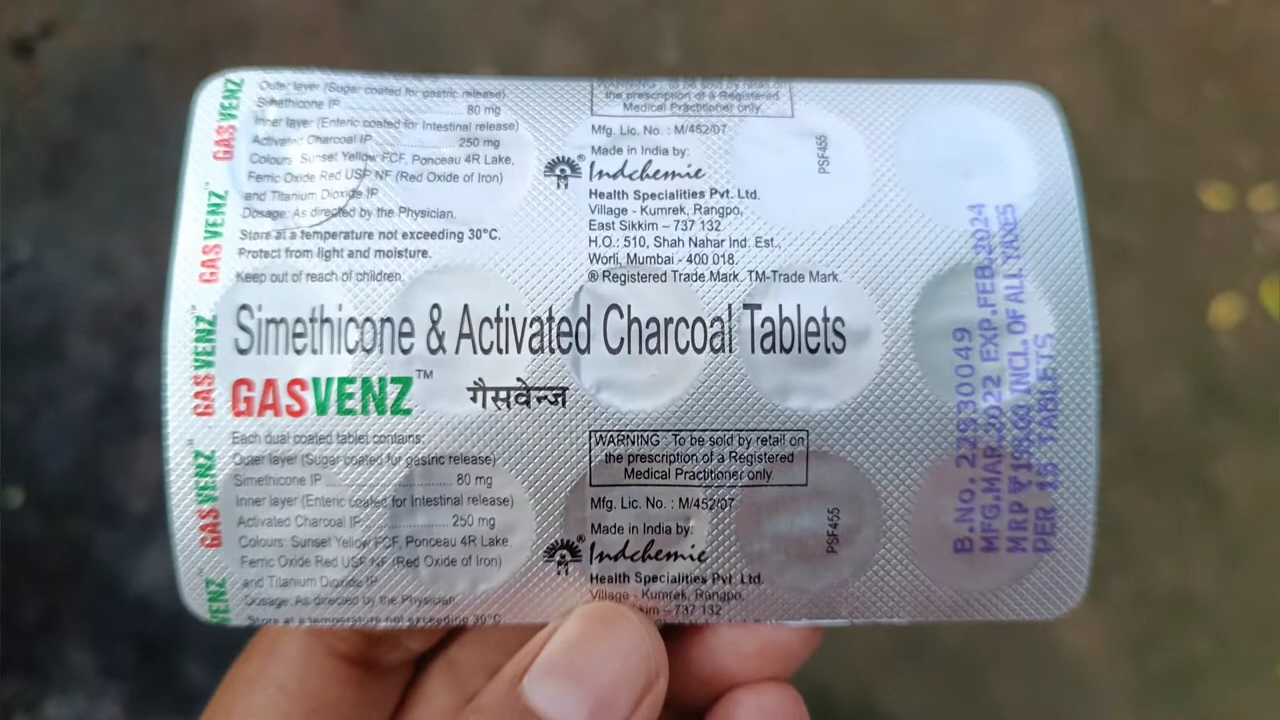 GASVENZ™
GASVENZ™
GASVENZ™
GASVENZ™
VENZ™
Outer layer (Sugar coated for gastric release)
Simethicone IP ........................ 80 mg
Inner layer (Enteric coated for Intestinal release)
Activated Charcoal IP ................. 250 mg
Colours: Sunset Yellow FCF, Ponceau 4R Lake,
Ferric Oxide Red USP NF (Red Oxide of Iron)
and Titanium Dioxide IP
Dosage: As directed by the Physician.
Store at a temperature not exceeding 30°C.
Protect from light and moisture.
Keep out of reach of children.
WARNING : To be sold by retail on
the prescription of a Registered
Medical Practitioner only.
Mfg. Lic. No. : M/452/07
Made in India by:
Indchemie®
Health Specialities Pvt. Ltd.
Village - Kumrek, Rangpo,
East Sikkim – 737 132
H.O.: 510, Shah Nahar Ind. Est.,
Worli, Mumbai - 400 018.
® Registered Trade Mark. TM-Trade Mark.
PSF455
Simethicone & Activated Charcoal Tablets
GASVENZ™ गैसवेन्ज
Each dual coated tablet contains:
Outer layer (Sugar coated for gastric release)
Simethicone IP ........................ 80 mg
Inner layer (Enteric coated for Intestinal release)
Activated Charcoal IP ................. 250 mg
Colours: Sunset Yellow FCF, Ponceau 4R Lake,
Ferric Oxide Red USP NF (Red Oxide of Iron)
and Titanium Dioxide IP
Dosage: As directed by the Physician
Store at a temperature not exceeding 30°C.
WARNING : To be sold by retail on
the prescription of a Registered
Medical Practitioner only.
Mfg. Lic. No. : M/452/07
Made in India by:
Indchemie®
Health Specialities Pvt. Ltd.
Village - Kumrek, Rangpo,
kim – 737 132
PSF455
B.No. 22530049
MFG.MAR.2022 EXP.FEB.2024
MRP ₹195.00 INCL.OF ALL TAXES
PER 15 TABLETS